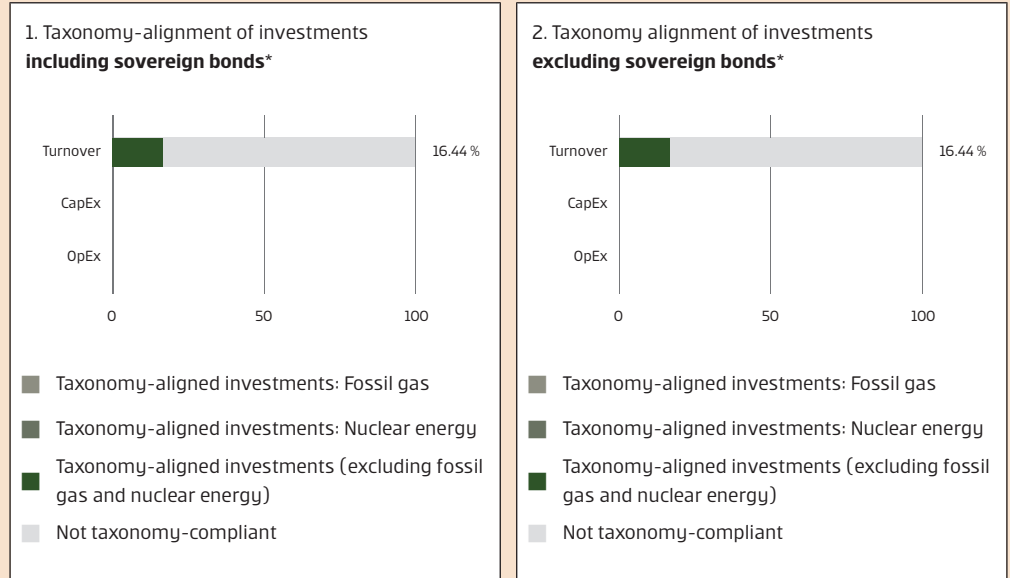 1. Taxonomy-alignment of investments
including sovereign bonds*
Turnover
16.44 %
CapEx
OpEx
0
50
100
Taxonomy-aligned investments: Fossil gas
Taxonomy-aligned investments: Nuclear energy
Taxonomy-aligned investments (excluding fossil
gas and nuclear energy)
Not taxonomy-compliant
2. Taxonomy alignment of investments
excluding sovereign bonds*
Turnover
16.44 %
CapEx
OpEx
0
50
100
Taxonomy-aligned investments: Fossil gas
Taxonomy-aligned investments: Nuclear energy
Taxonomy-aligned investments (excluding fossil
gas and nuclear energy)
Not taxonomy-compliant